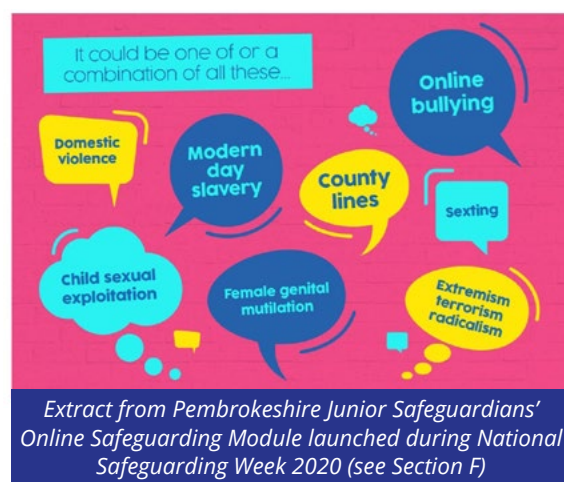 It could be one of or a
combination of all these...
Online
bullying
Domestic
violence
Modern
day
slavery
County
lines
Sexting
Child sexual
exploitation
Female genital
mutilation
Extremism
terrorism
radicalism
Extract from Pembrokeshire Junior Safeguardians'
Online Safeguarding Module launched during National
Safeguarding Week 2020 (see Section F)